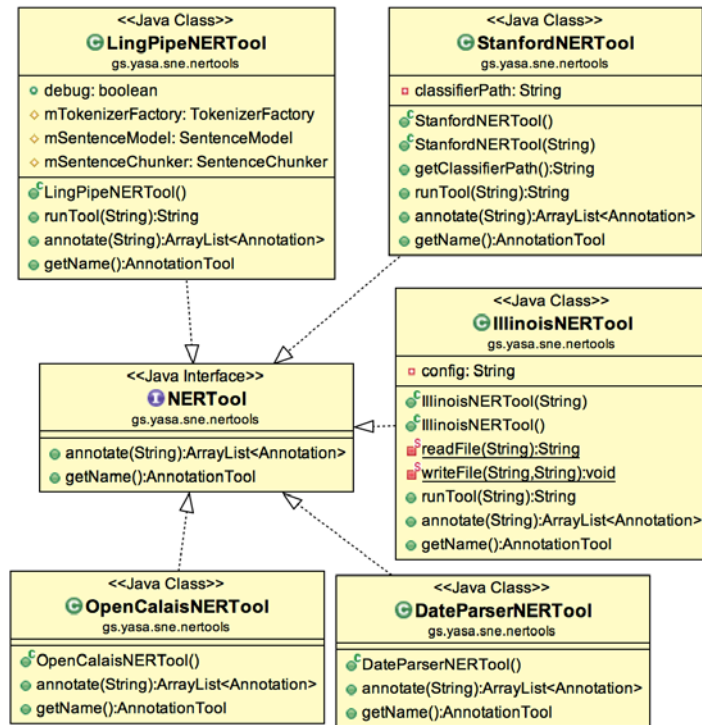 <<Java Class>>
LingPipeNERTool
gs.yasa.sne.nertools
debug: boolean
mTokenizerFactory: TokenizerFactory
mSentenceModel: SentenceModel
mSentenceChunker: SentenceChunker
LingPipeNERTool()
runTool(String):String
annotate(String):ArrayList<Annotation>
getName():AnnotationTool
<<Java Class>>
StanfordNERTool
gs.yasa.sne.nertools
classifierPath: String
StanfordNERTool()
StanfordNERTool(String)
getClassifierPath():String
runTool(String):String
annotate(String):ArrayList<Annotation>
getName():AnnotationTool
<<Java Class>>
IllinoisNERTool
gs.yasa.sne.nertools
config: String
IllinoisNERTool(String)
IllinoisNERTool()
readFile(String):String
writeFile(String,String):void
runTool(String):String
annotate(String):ArrayList<Annotation>
getName():AnnotationTool
<<Java Interface>>
NERTool
gs.yasa.sne.nertools
annotate(String):ArrayList<Annotation>
getName():AnnotationTool
<<Java Class>>
OpenCalaisNERTool
gs.yasa.sne.nertools
OpenCalaisNERTool()
annotate(String):ArrayList<Annotation>
getName():AnnotationTool
<<Java Class>>
DateParserNERTool
gs.yasa.sne.nertools
DateParserNERTool()
annotate(String):ArrayList<Annotation>
getName():AnnotationTool